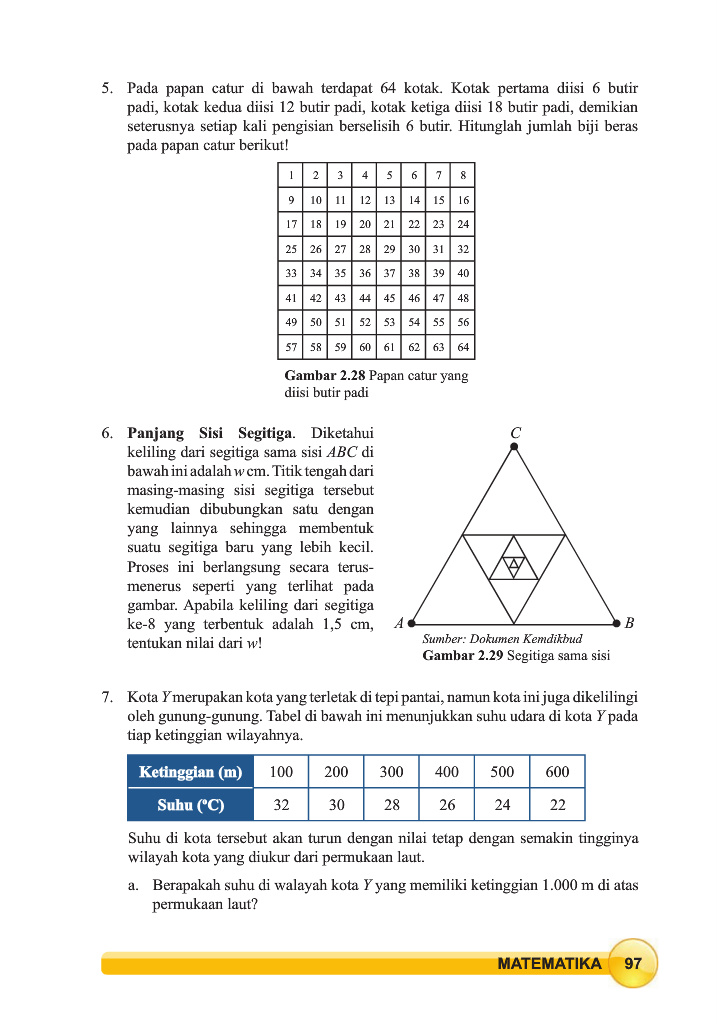 5. Pada papan catur di bawah terdapat 64 kotak. Kotak pertama diisi 6 butir
padi, kotak kedua diisi 12 butir padi, kotak ketiga diisi 18 butir padi, demikian
seterusnya setiap kali pengisian berselisih 6 butir. Hitunglah jumlah biji beras
pada papan catur berikut!
1 2 3 4 5 6 7 8
9 10 11 12 13 14 15 16
17 18 19 20 21 22 23 24
25 26 27 28 29 30 31 32
33 34 35 36 37 38 39 40
41 42 43 44 45 46 47 48
49 50 51 52 53 54 55 56
57 58 59 60 61 62 63 64
Gambar 2.28 Papan catur yang
diisi butir padi
6. Panjang Sisi Segitiga. Diketahui
keliling dari segitiga sama sisi ABC di
bawah ini adalah w cm. Titik tengah dari
masing-masing sisi segitiga tersebut
kemudian dibubungkan satu dengan
yang lainnya sehingga membentuk
suatu segitiga baru yang lebih kecil.
Proses ini berlangsung secara terus-
menerus seperti yang terlihat pada
gambar. Apabila keliling dari segitiga
ke-8 yang terbentuk adalah 1,5 cm,
tentukan nilai dari w!
C
A
B
Sumber: Dokumen Kemdikbud
Gambar 2.29 Segitiga sama sisi
7. Kota Y merupakan kota yang terletak di tepi pantai, namun kota ini juga dikelilingi
oleh gunung-gunung. Tabel di bawah ini menunjukkan suhu udara di kota Y pada
tiap ketinggian wilayahnya.
Ketinggian (m) 100 200 300 400 500 600
Suhu (°C) 32 30 28 26 24 22
Suhu di kota tersebut akan turun dengan nilai tetap dengan semakin tingginya
wilayah kota yang diukur dari permukaan laut.
a. Berapakah suhu di walayah kota Y yang memiliki ketinggian 1.000 m di atas
permukaan laut?
MATEMATIKA 97